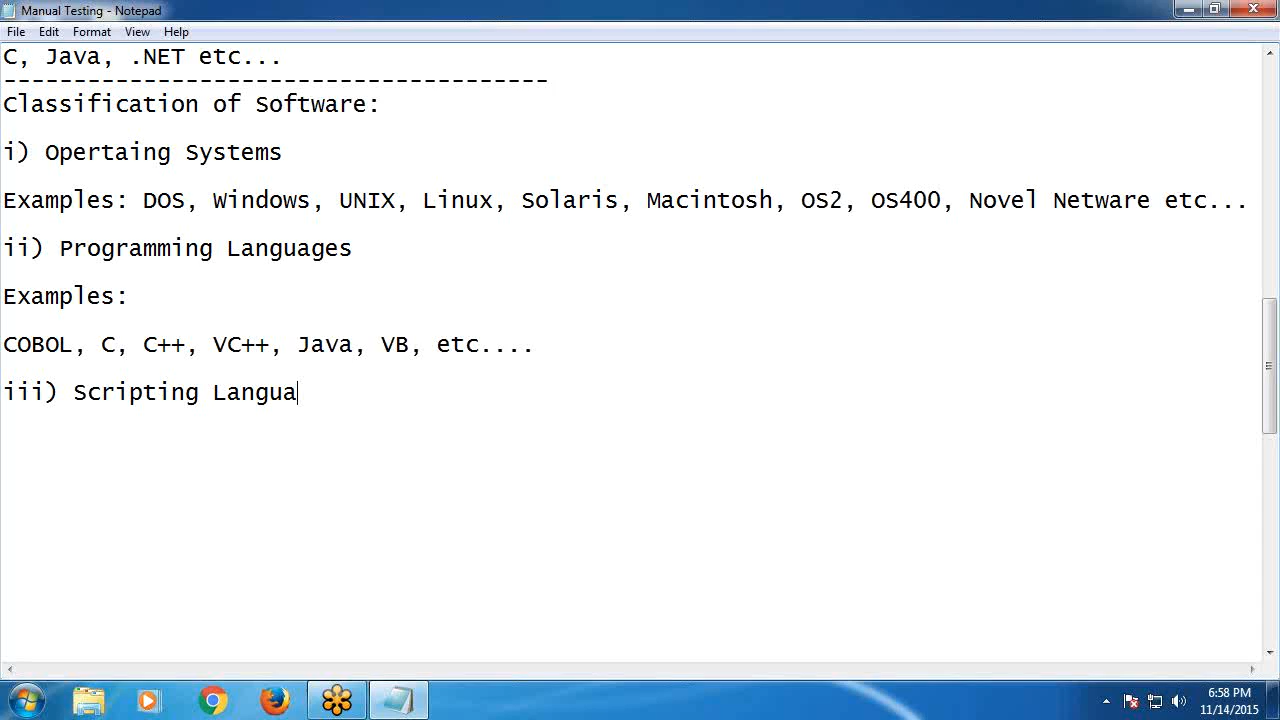 Manual Testing - Notepad
File Edit Format View Help
C, Java, .NET etc...
---------------------------------------
Classification of Software:
i) Opertaing Systems
Examples: DOS, Windows, UNIX, Linux, Solaris, Macintosh, OS2, OS400, Novel Netware etc...
ii) Programming Languages
Examples:
COBOL, C, C++, VC++, Java, VB, etc....
iii) Scripting Langua
6:58 PM
11/14/2015